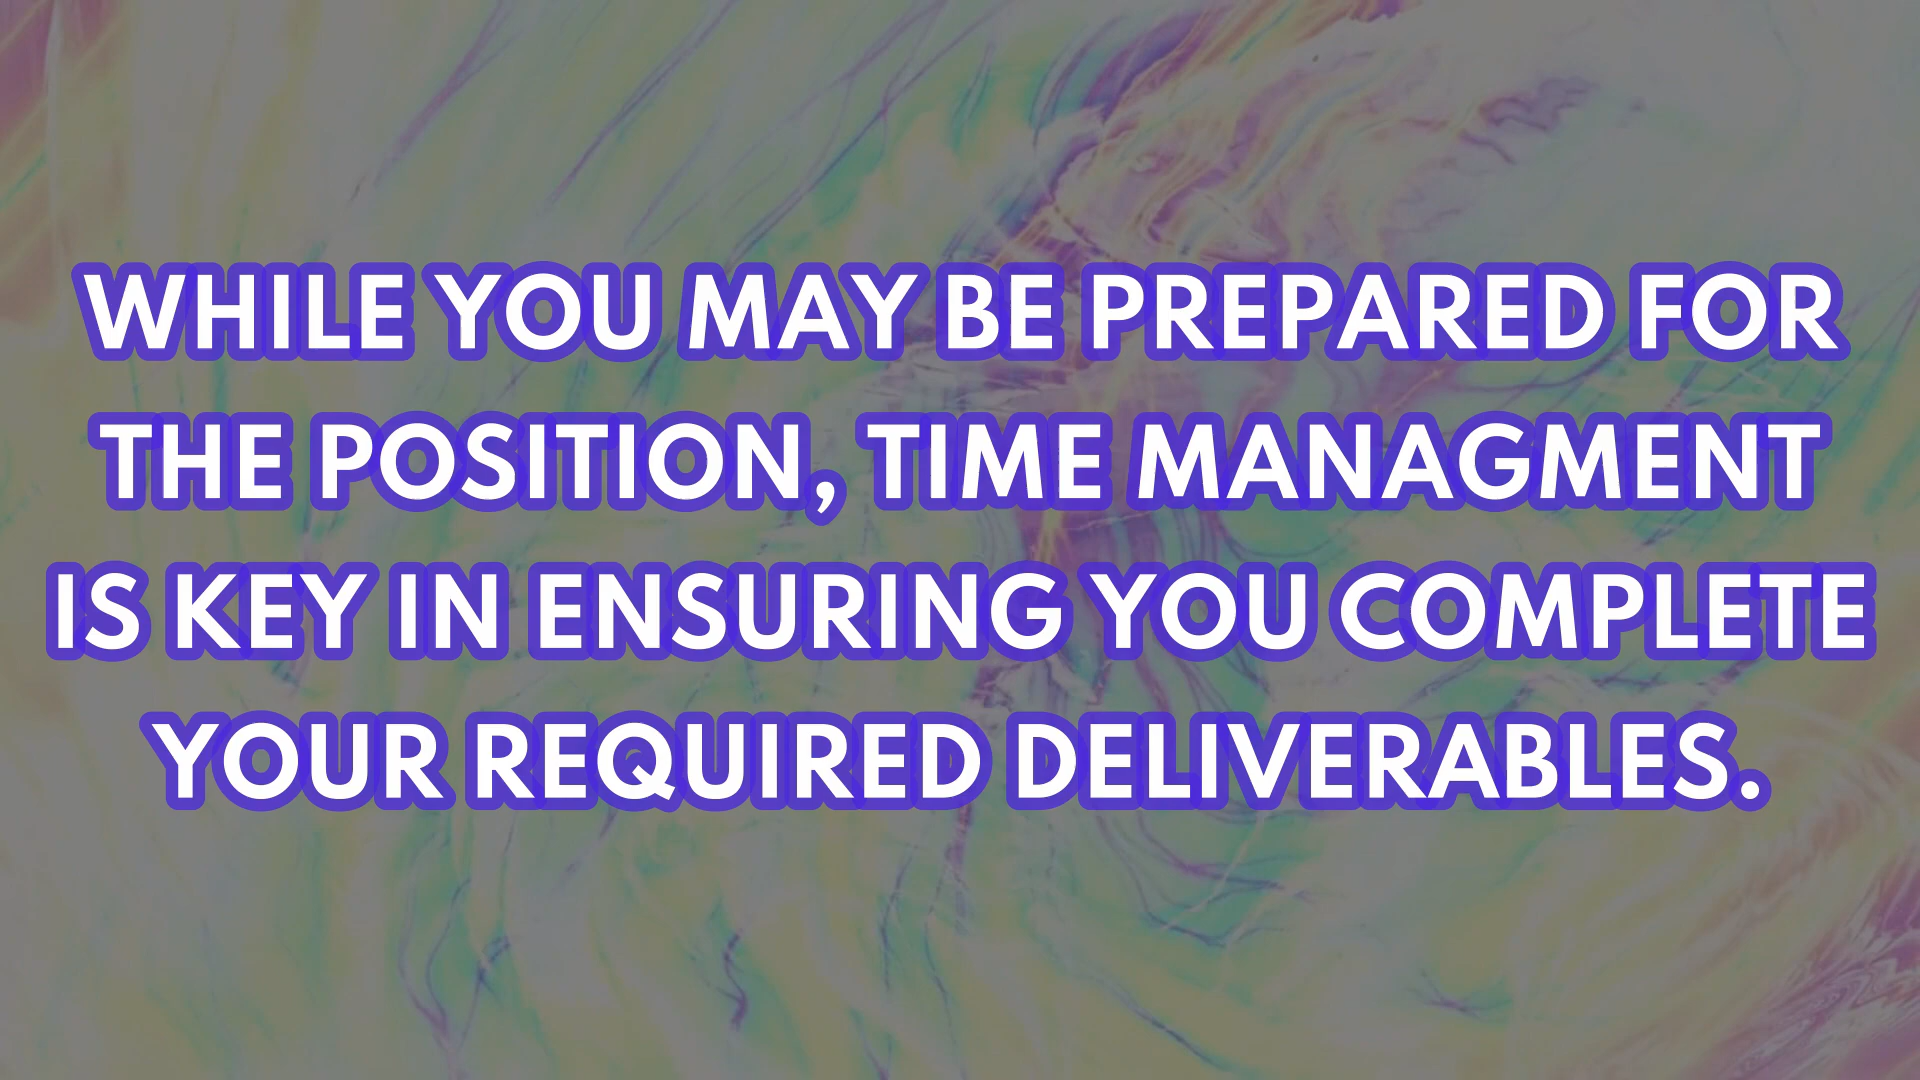 WHILE YOU MAY BE PREPARED FOR
THE POSITION, TIME MANAGMENT
IS KEY IN ENSURING YOU COMPLETE
YOUR REQUIRED DELIVERABLES.